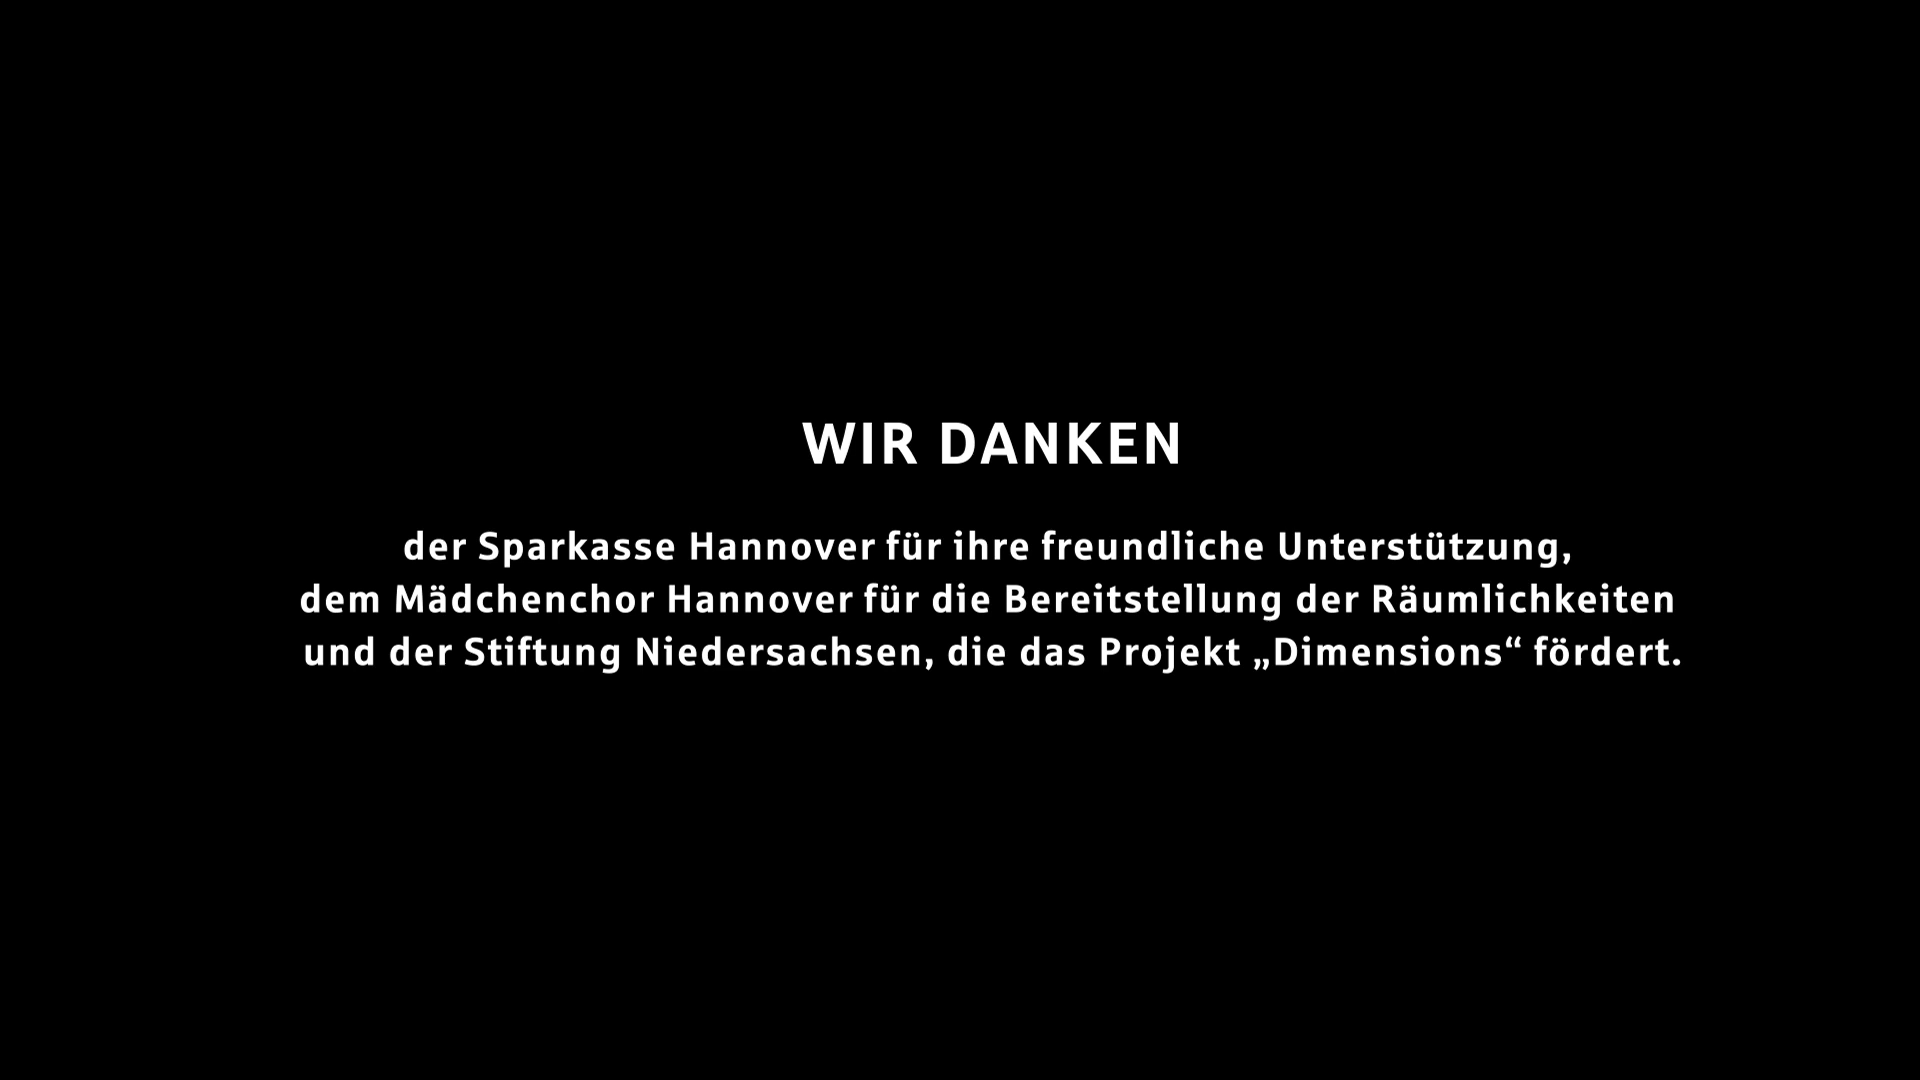 WIR DANKEN
der Sparkasse Hannover für ihre freundliche Unterstützung,
dem Mädchenchor Hannover für die Bereitstellung der Räumlichkeiten
und der Stiftung Niedersachsen, die das Projekt „Dimensions“ fördert.